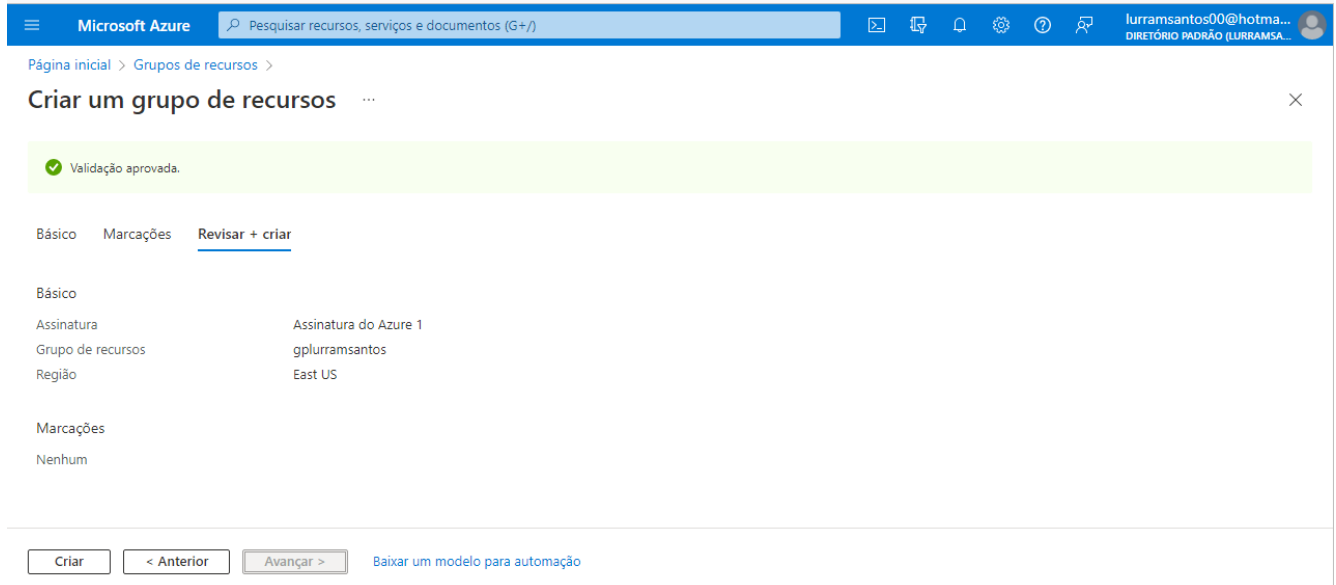 Microsoft Azure
Pesquisar recursos, serviços e documentos (G+/)
lurramsantos00@hotma...
DIRETÓRIO PADRÃO (LURRAMSA...
Página inicial > Grupos de recursos >
Criar um grupo de recursos ...
Validação aprovada.
Básico Marcações Revisar + criar
Básico
Assinatura Assinatura do Azure 1
Grupo de recursos gplurramsantos
Região East US
Marcações
Nenhum
Criar < Anterior Avançar > Baixar um modelo para automação